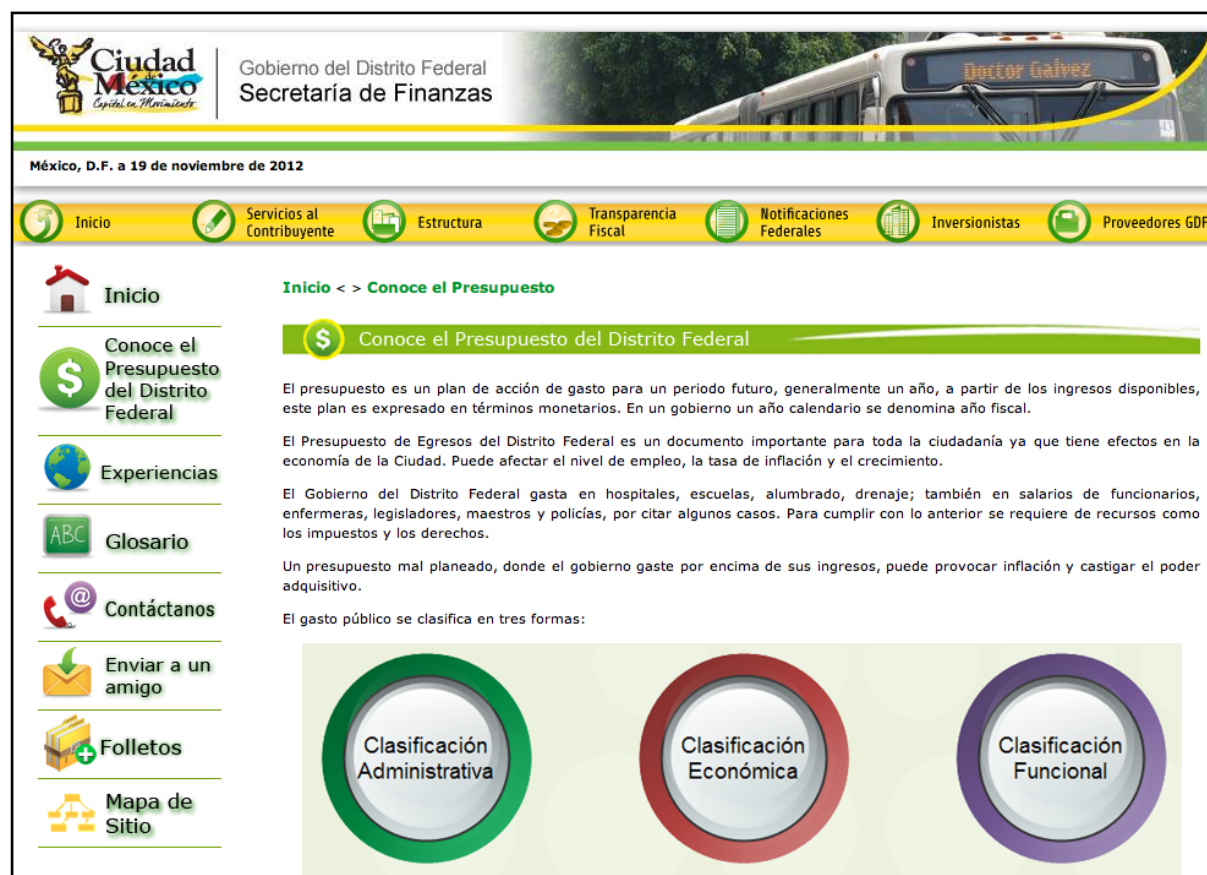 Ciudad
de
México
Capital en Movimiento
Gobierno del Distrito Federal
Secretaría de Finanzas
Doctor Galvez
43
México, D.F. a 19 de noviembre de 2012
Inicio
Servicios al
Contribuyente
Estructura
Transparencia
Fiscal
Notificaciones
Federales
Inversionistas
Proveedores GDF
Inicio
Conoce el
Presupuesto
del Distrito
Federal
Experiencias
ABC
Glosario
@
Contáctanos
Enviar a un
amigo
Folletos
Mapa de
Sitio
Inicio < > Conoce el Presupuesto
$ Conoce el Presupuesto del Distrito Federal
El presupuesto es un plan de acción de gasto para un periodo futuro, generalmente un año, a partir de los ingresos disponibles,
este plan es expresado en términos monetarios. En un gobierno un año calendario se denomina año fiscal.
El Presupuesto de Egresos del Distrito Federal es un documento importante para toda la ciudadanía ya que tiene efectos en la
economía de la Ciudad. Puede afectar el nivel de empleo, la tasa de inflación y el crecimiento.
El Gobierno del Distrito Federal gasta en hospitales, escuelas, alumbrado, drenaje; también en salarios de funcionarios,
enfermeras, legisladores, maestros y policías, por citar algunos casos. Para cumplir con lo anterior se requiere de recursos como
los impuestos y los derechos.
Un presupuesto mal planeado, donde el gobierno gaste por encima de sus ingresos, puede provocar inflación y castigar el poder
adquisitivo.
El gasto público se clasifica en tres formas:
Clasificación
Administrativa
Clasificación
Económica
Clasificación
Funcional